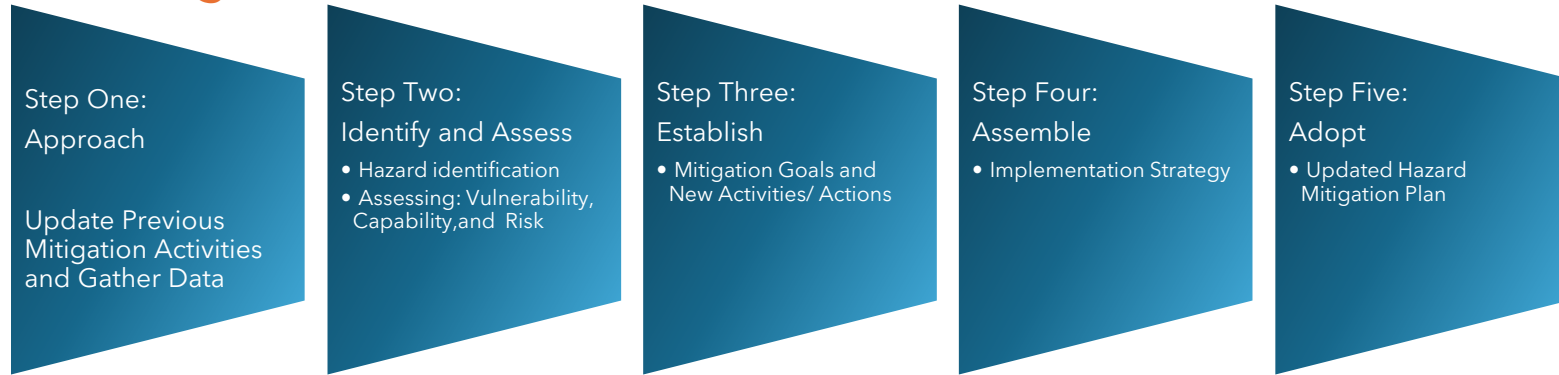 Step One:
Approach
Update Previous
Mitigation Activities
and Gather Data
Step Two:
Identify and Assess
• Hazard identification
• Assessing: Vulnerability,
Capability,and Risk
Step Three:
Establish
• Mitigation Goals and
New Activities/ Actions
Step Four:
Assemble
• Implementation Strategy
Step Five:
Adopt
• Updated Hazard
Mitigation Plan